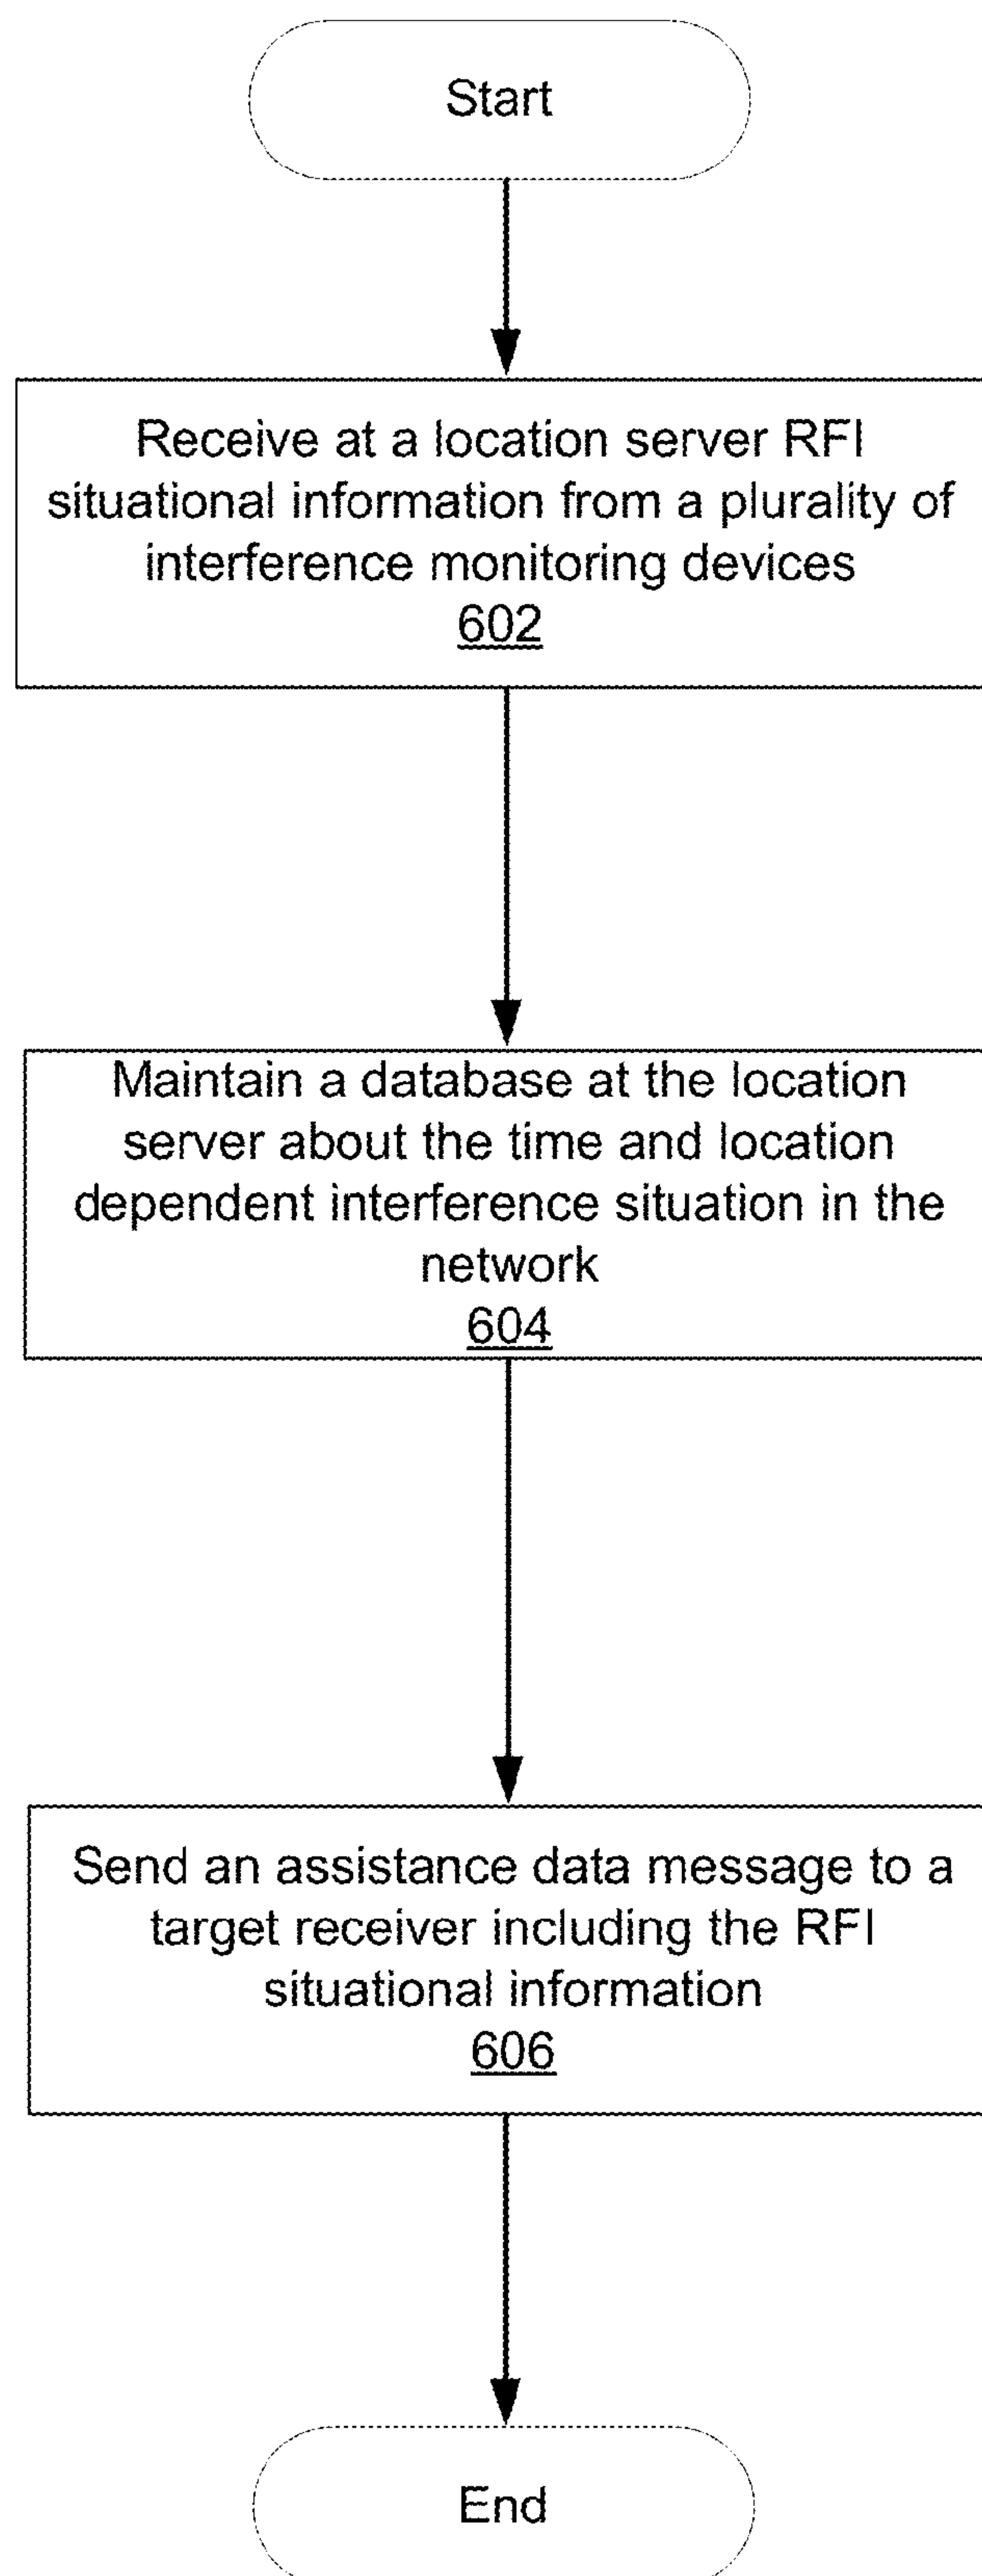 Start
Receive at a location server RFI
situational information from a plurality of
interference monitoring devices
602
Maintain a database at the location
server about the time and location
dependent interference situation in the
network
604
Send an assistance data message to a
target receiver including the RFI
situational information
606
End